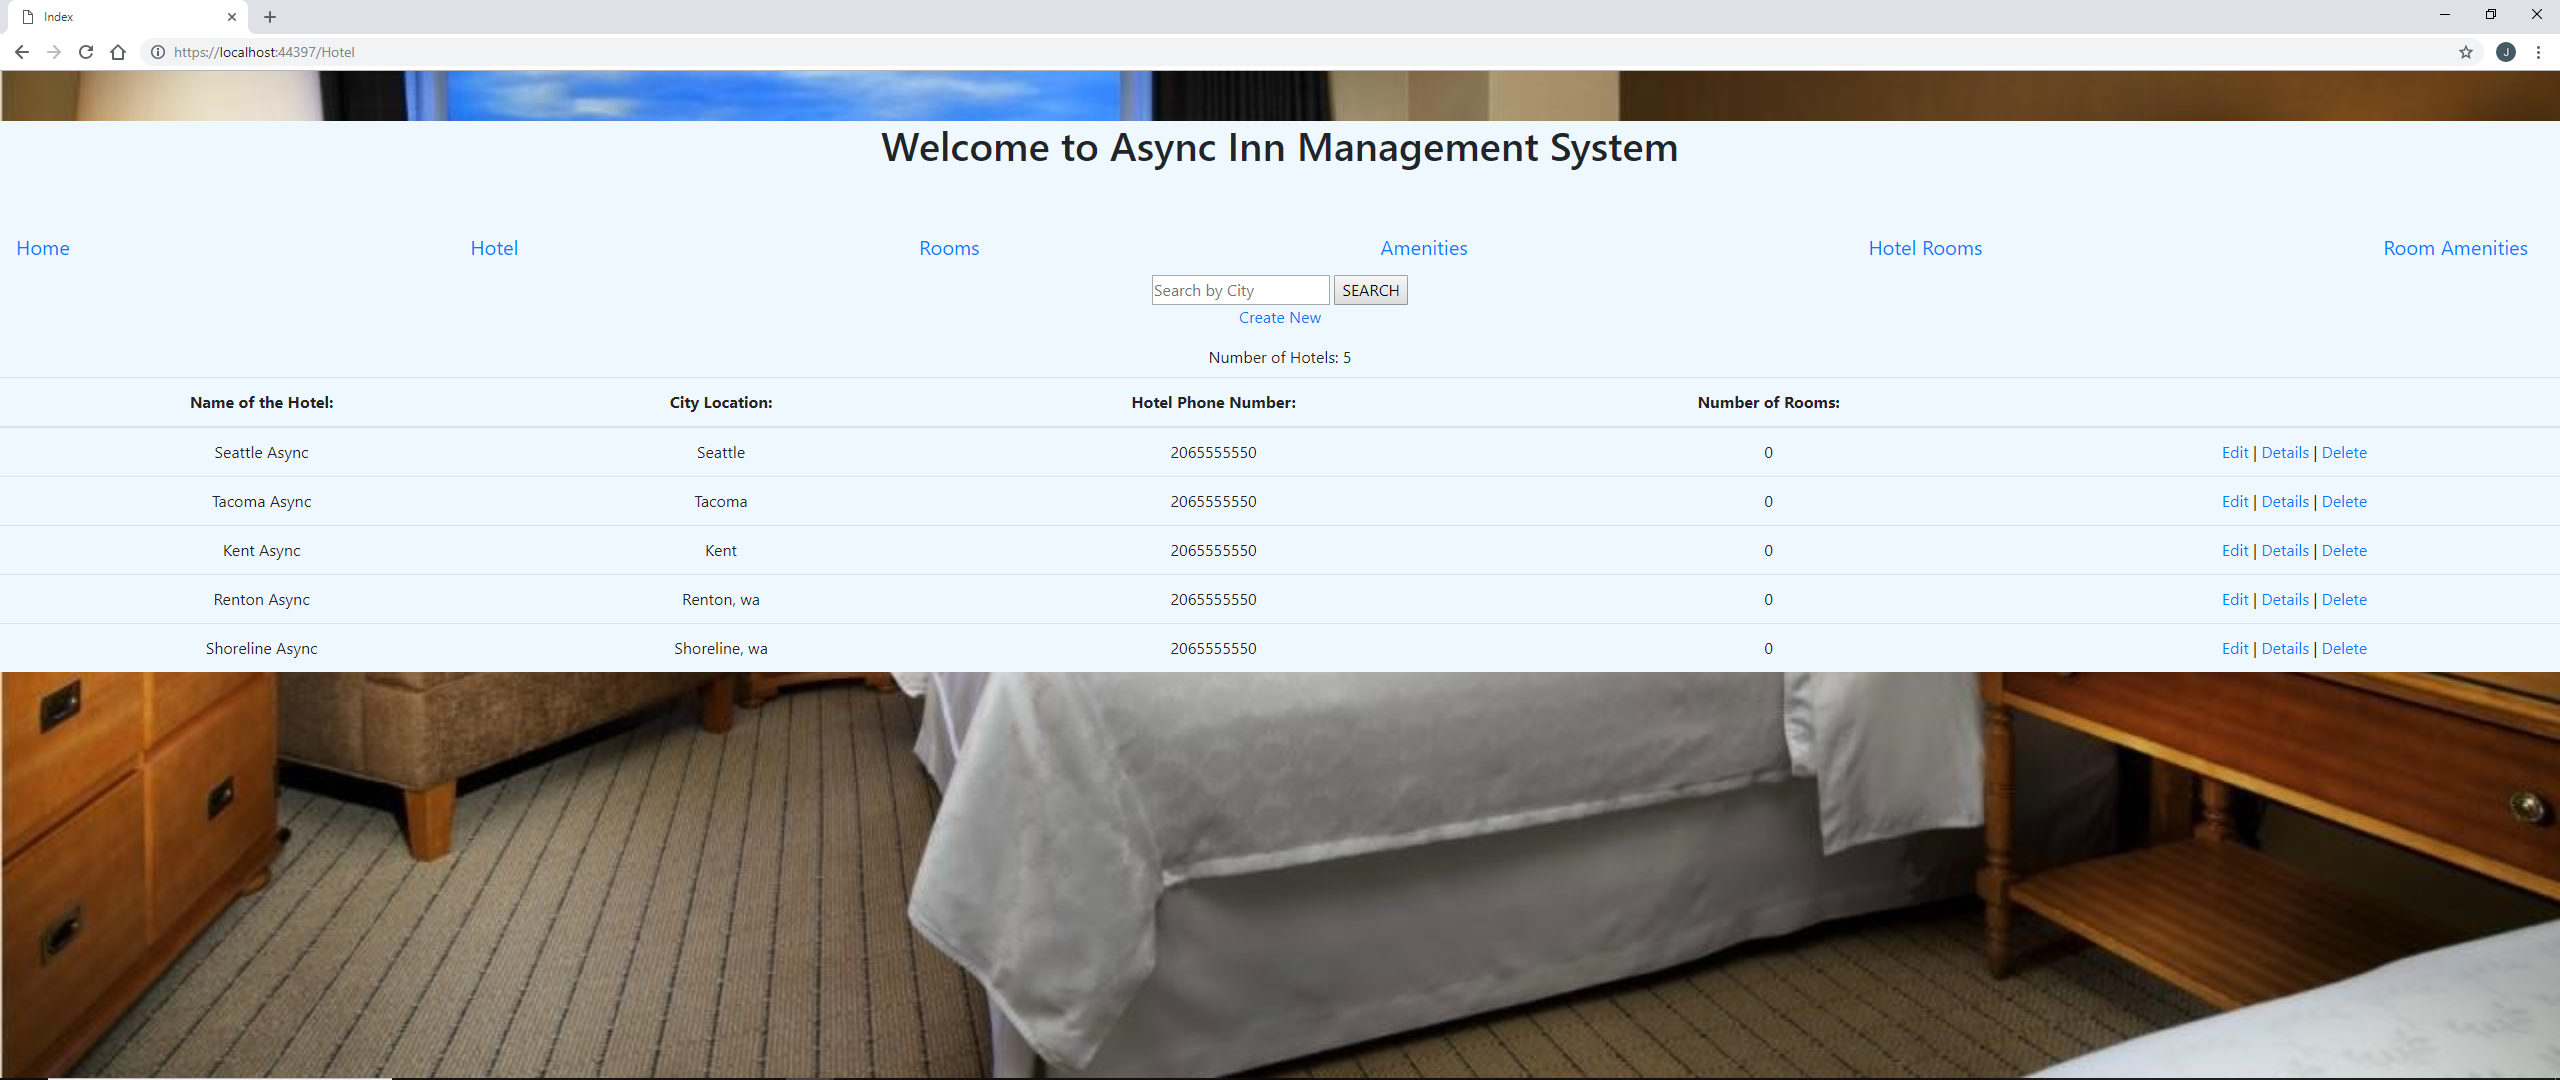 Index
https://localhost:44397/Hotel
J
Welcome to Async Inn Management System
Home Hotel Rooms Amenities Hotel Rooms Room Amenities
Search by City SEARCH
Create New
Number of Hotels: 5
Name of the Hotel: City Location: Hotel Phone Number: Number of Rooms:
Seattle Async Seattle 2065555550 0 Edit | Details | Delete
Tacoma Async Tacoma 2065555550 0 Edit | Details | Delete
Kent Async Kent 2065555550 0 Edit | Details | Delete
Renton Async Renton, wa 2065555550 0 Edit | Details | Delete
Shoreline Async Shoreline, wa 2065555550 0 Edit | Details | Delete